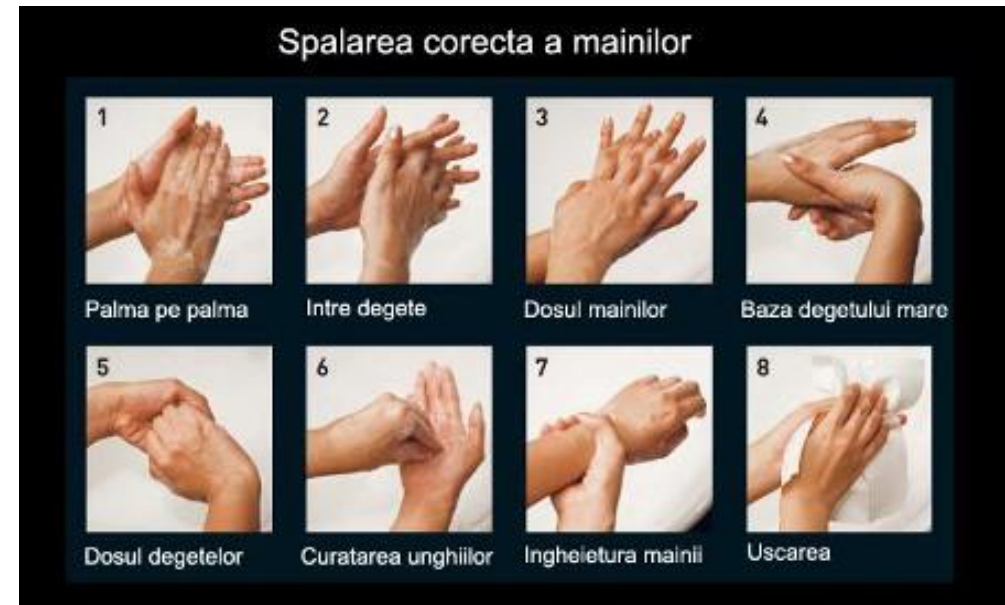 Spalarea corecta a mainilor
1
2
3
4
Palma pe palma
Intre degete
Dosul mainilor
Baza degetului mare
5
6
7
8
Dosul degetelor
Curatarea unghiilor
Ingheietura mainii
Uscarea